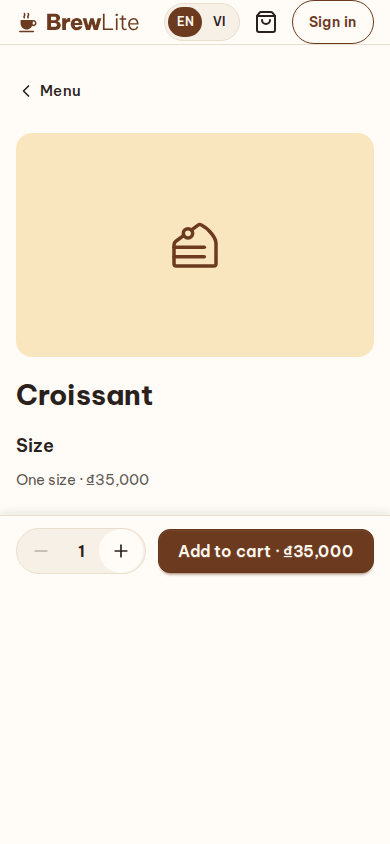 BrewLite
EN VI
Sign in
Menu
Croissant
Size
One size · ₫35,000
1
Add to cart · ₫35,000